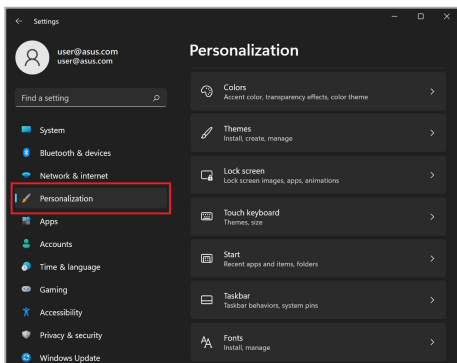 Settings
user@asus.com
user@asus.com
Find a setting
System
Bluetooth & devices
Network & internet
Personalization
Apps
Accounts
Time & language
Gaming
Accessibility
Privacy & security
Windows Update
Personalization
Colors
Accent color, transparency effects, color theme
Themes
Install, create, manage
Lock screen
Lock screen images, apps, animations
Touch keyboard
Themes, size
Start
Recent apps and items, folders
Taskbar
Taskbar behaviors, system pins
Fonts
Install, manage